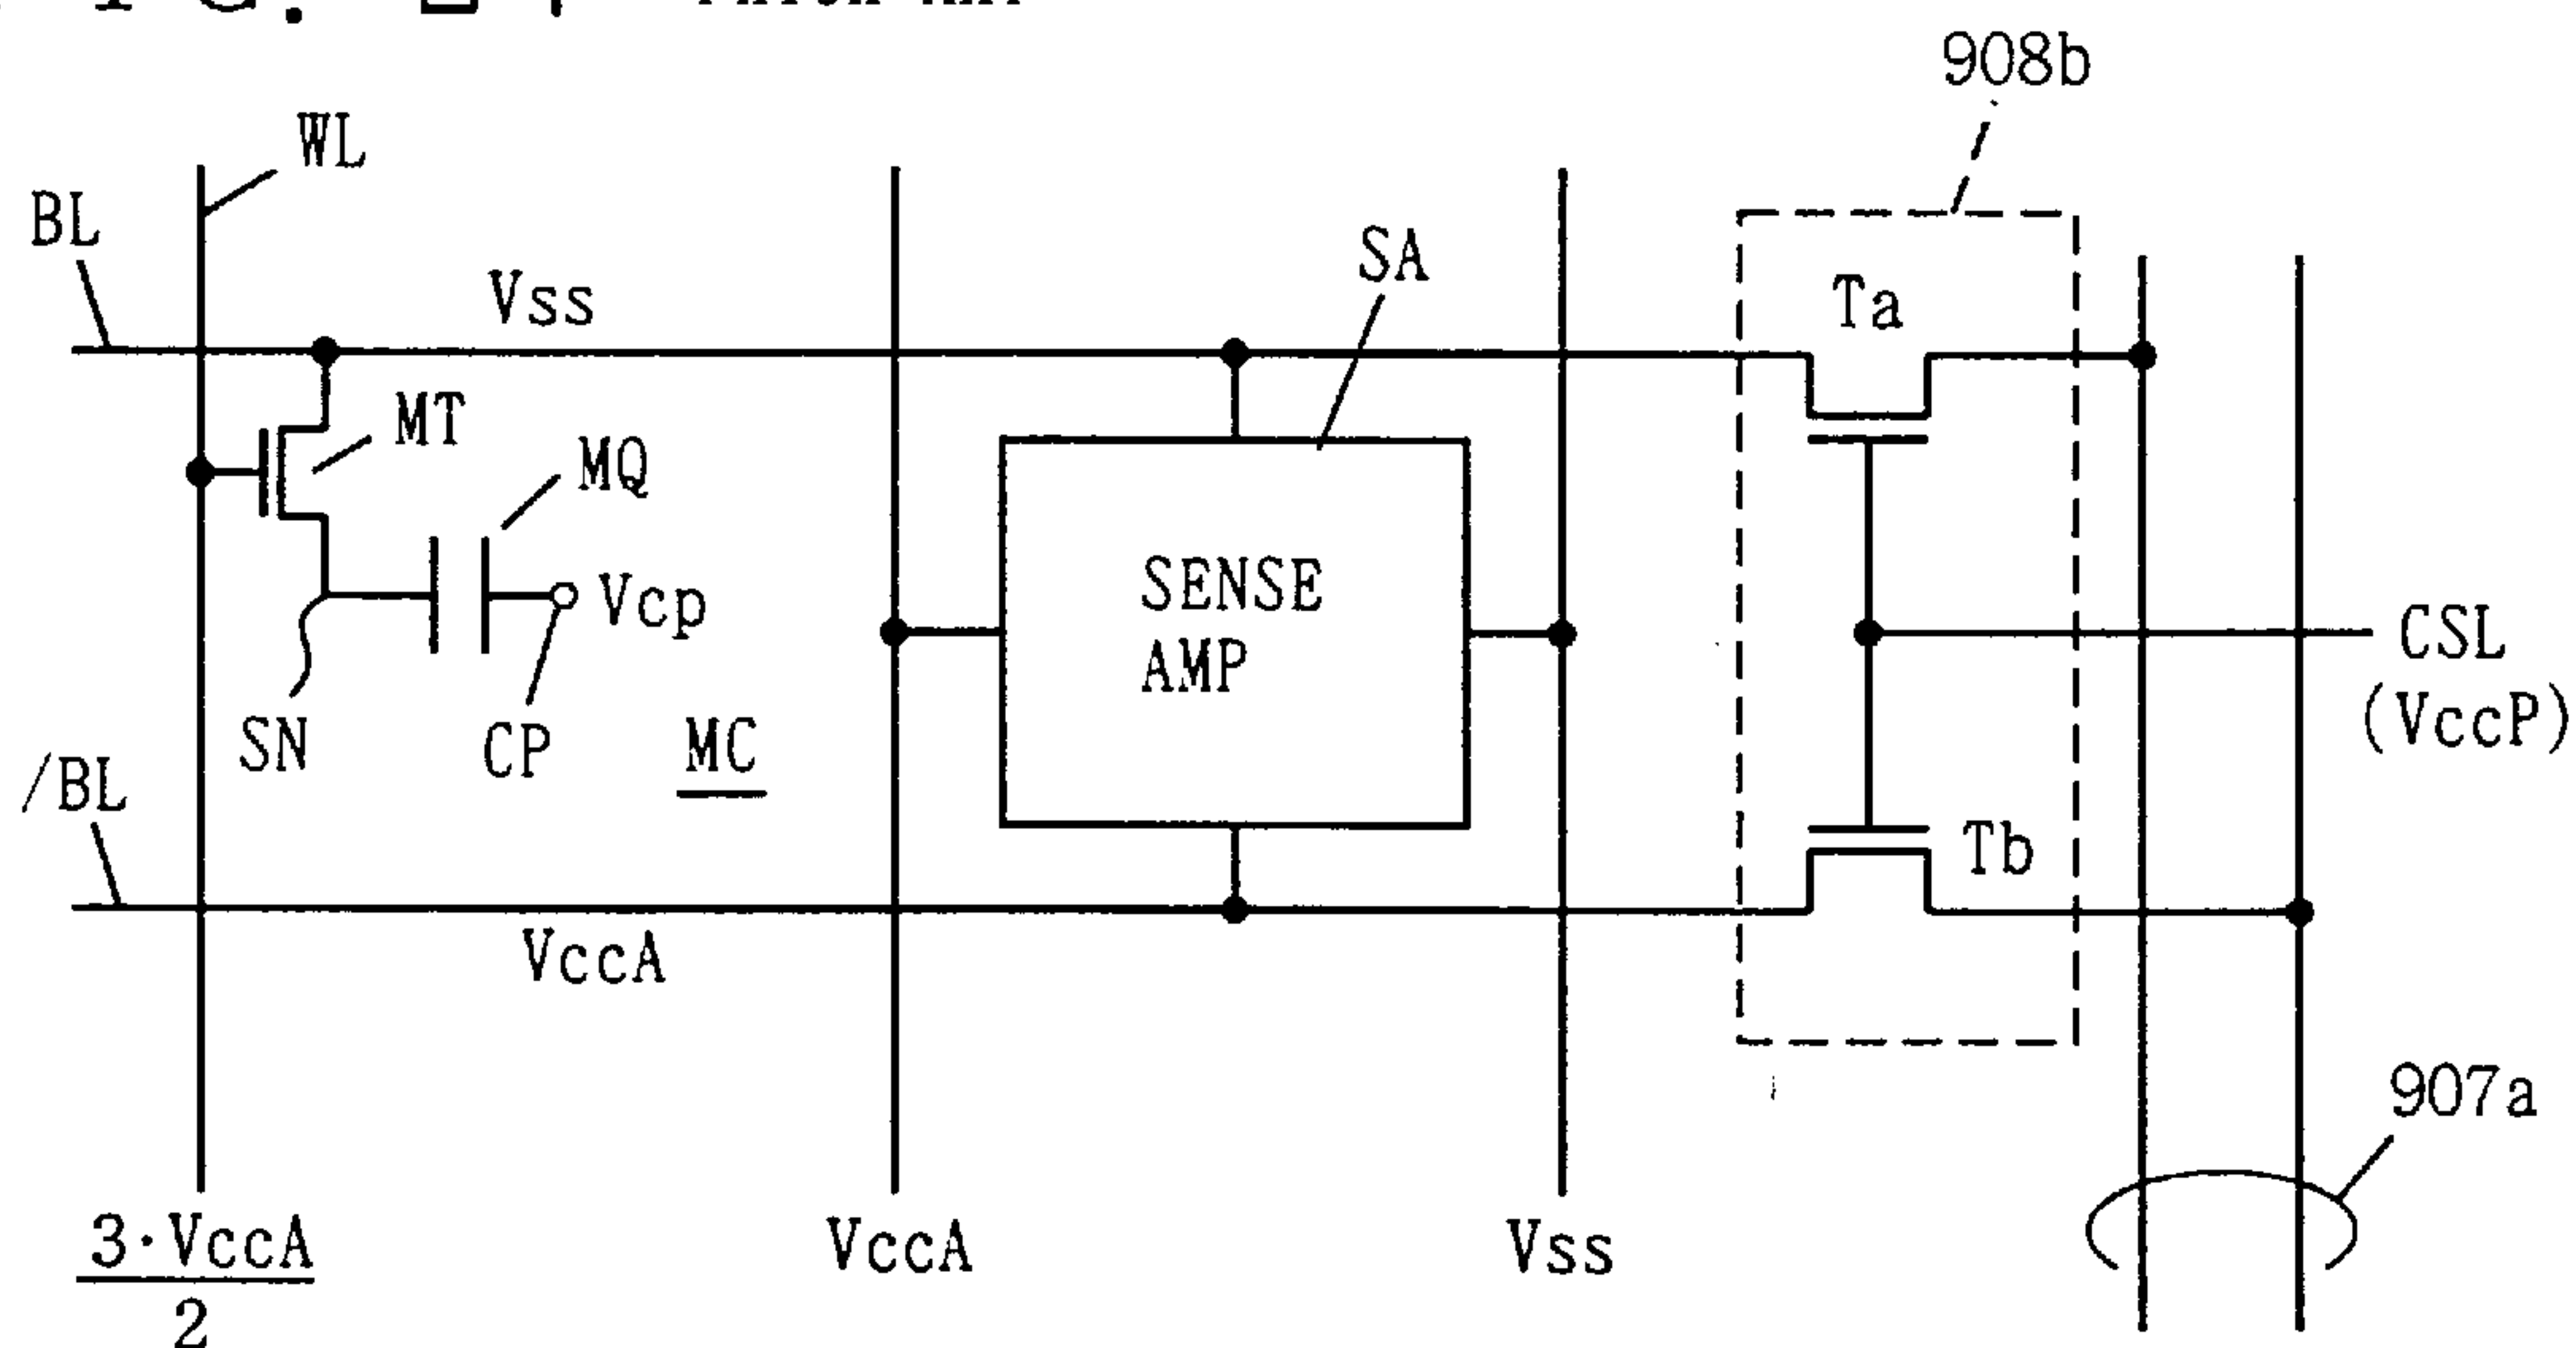 908b
WL
BL
Vss
SA
Ta
MT
MQ
SENSE
AMP
Vcp
CSL
(VccP)
SN
CP
MC
/BL
Tb
VccA
907a
3·VccA
2
VccA
Vss